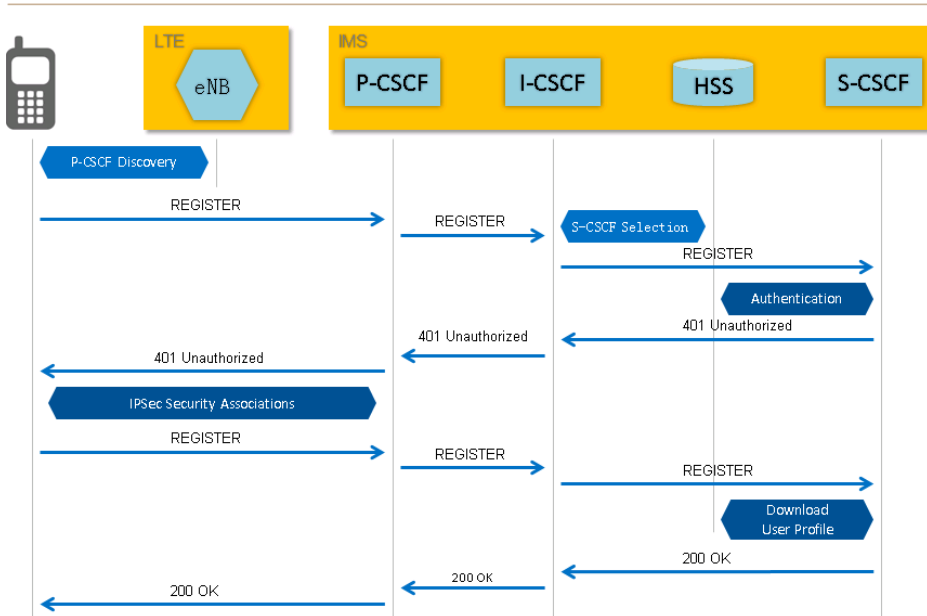 LTE
IMS
eNB
P-CSCF
I-CSCF
HSS
S-CSCF
P-CSCF Discovery
REGISTER
REGISTER
S-CSCF Selection
REGISTER
Authentication
401 Unauthorized
401 Unauthorized
401 Unauthorized
IPSec Security Associations
REGISTER
REGISTER
REGISTER
Download
User Profile
200 OK
200 OK
200 OK